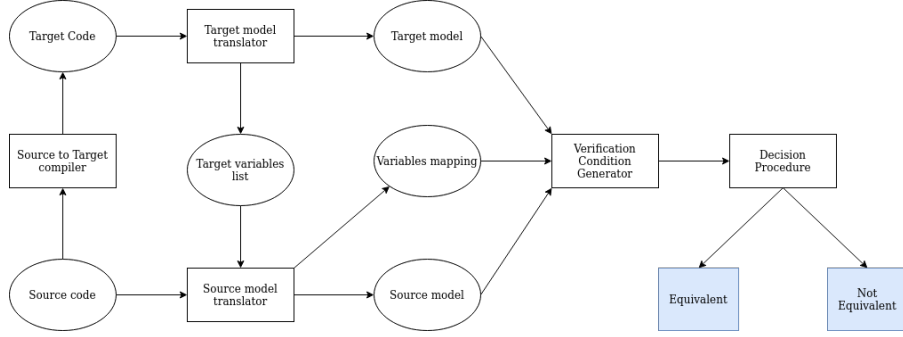 Target Code
Target model
translator
Target model
Source to Target
compiler
Target variables
list
Variables mapping
Verification
Condition
Generator
Decision
Procedure
Source code
Source model
translator
Source model
Equivalent
Not
Equivalent